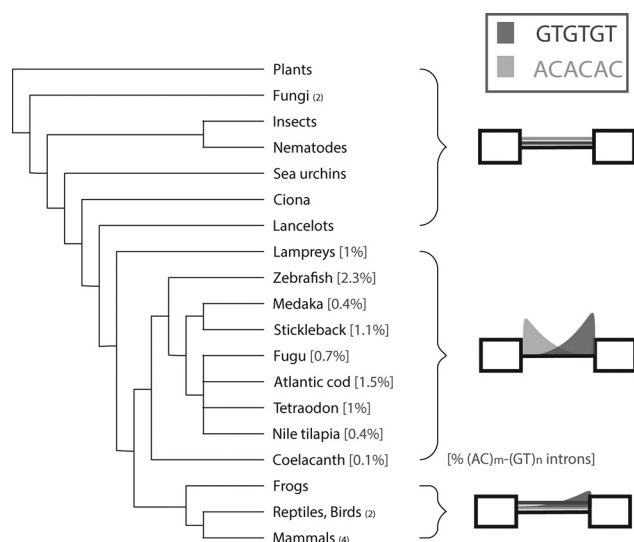 GTGTGT
ACACAC
Plants
Fungi (2)
Insects
Nematodes
Sea urchins
Ciona
Lancelots
Lampreys [1%]
Zebrafish [2.3%]
Medaka [0.4%]
Stickleback [1.1%]
Fugu [0.7%]
Atlantic cod [1.5%]
Tetraodon [1%]
Nile tilapia [0.4%]
Coelacanth [0.1%]
[% (AC)m-(GT)n introns]
Frogs
Reptiles, Birds (2)
Mammals (4)